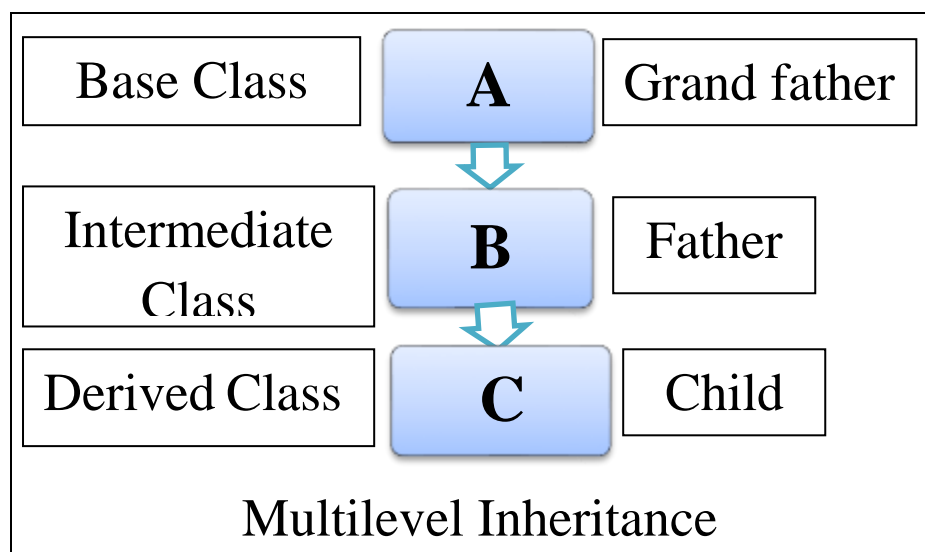 Base Class
A
Grand father
Intermediate
Class
B
Father
Derived Class
C
Child
Multilevel Inheritance